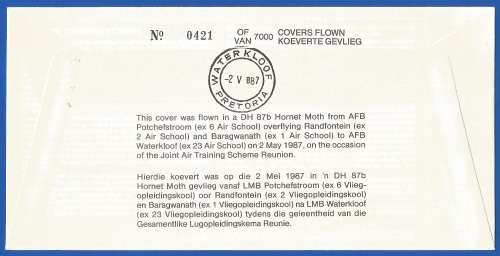 № 0421 OF VAN 7000 COVERS FLOWN KOEVERTE GEVLIEG
WATERKLOOF
-2 V 1987
PRETORIA
This cover was flown in a DH 87b Hornet Moth from AFB
Potchefstroom (ex 6 Air School) overflying Randfontein (ex
2 Air School) and Baragwanath (ex 1 Air School) to AFB
Waterkloof (ex 23 Air School) on 2 May 1987, on the occasion
of the Joint Air Training Scheme Reunion.
Hierdie koevert was op die 2 Mei 1987 in 'n DH 87b
Hornet Moth gevlieg vanaf LMB Potchefstroom (ex 6 Vlieg-
opleidingskool) oor Randfontein (ex 2 Vliegopleidingskool)
en Baragwanath (ex 1 Vliegopleidingskool) na LMB Waterkloof
(ex 23 Vliegopleidingskool) tydens die geleentheid van die
Gesamentlike Lugopleidingskema Reunie.